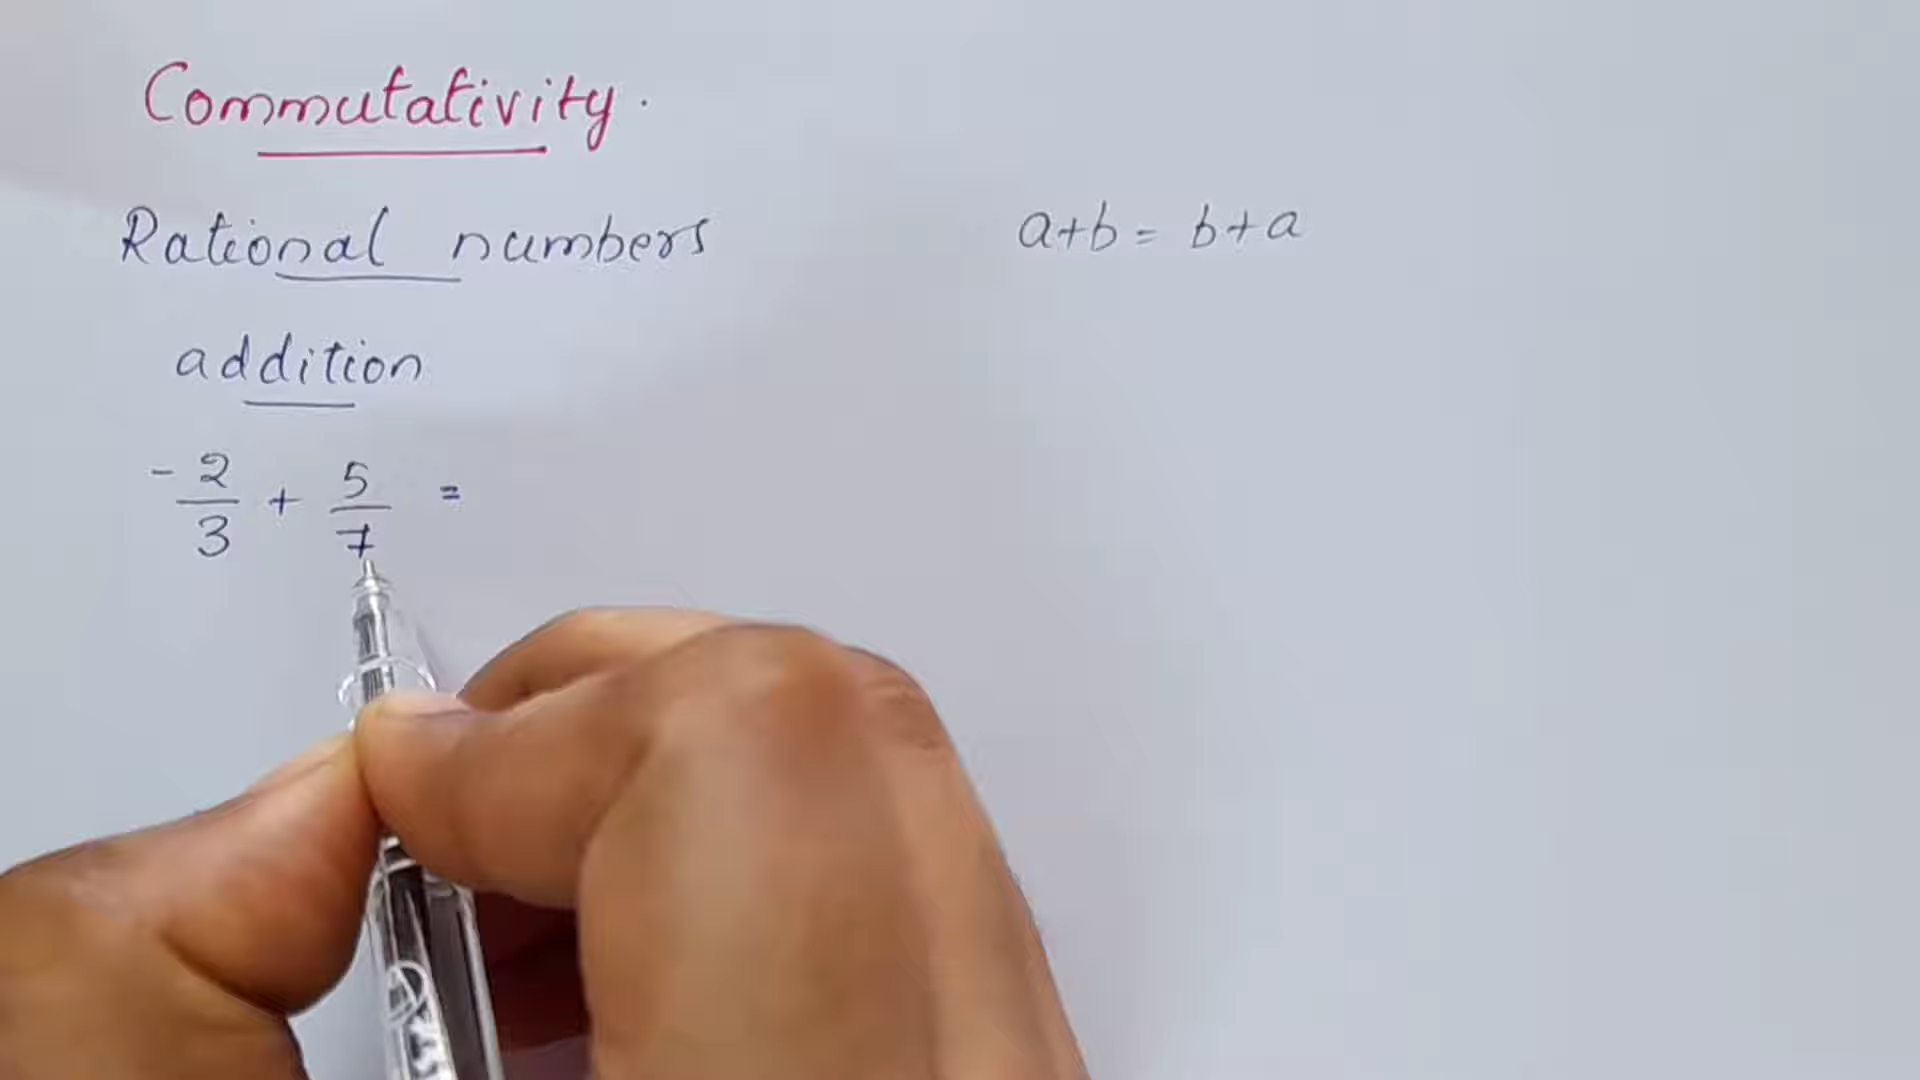 Commutativity.
Rational numbers
a+b = b+a
addition
-2/3 + 5/7 =